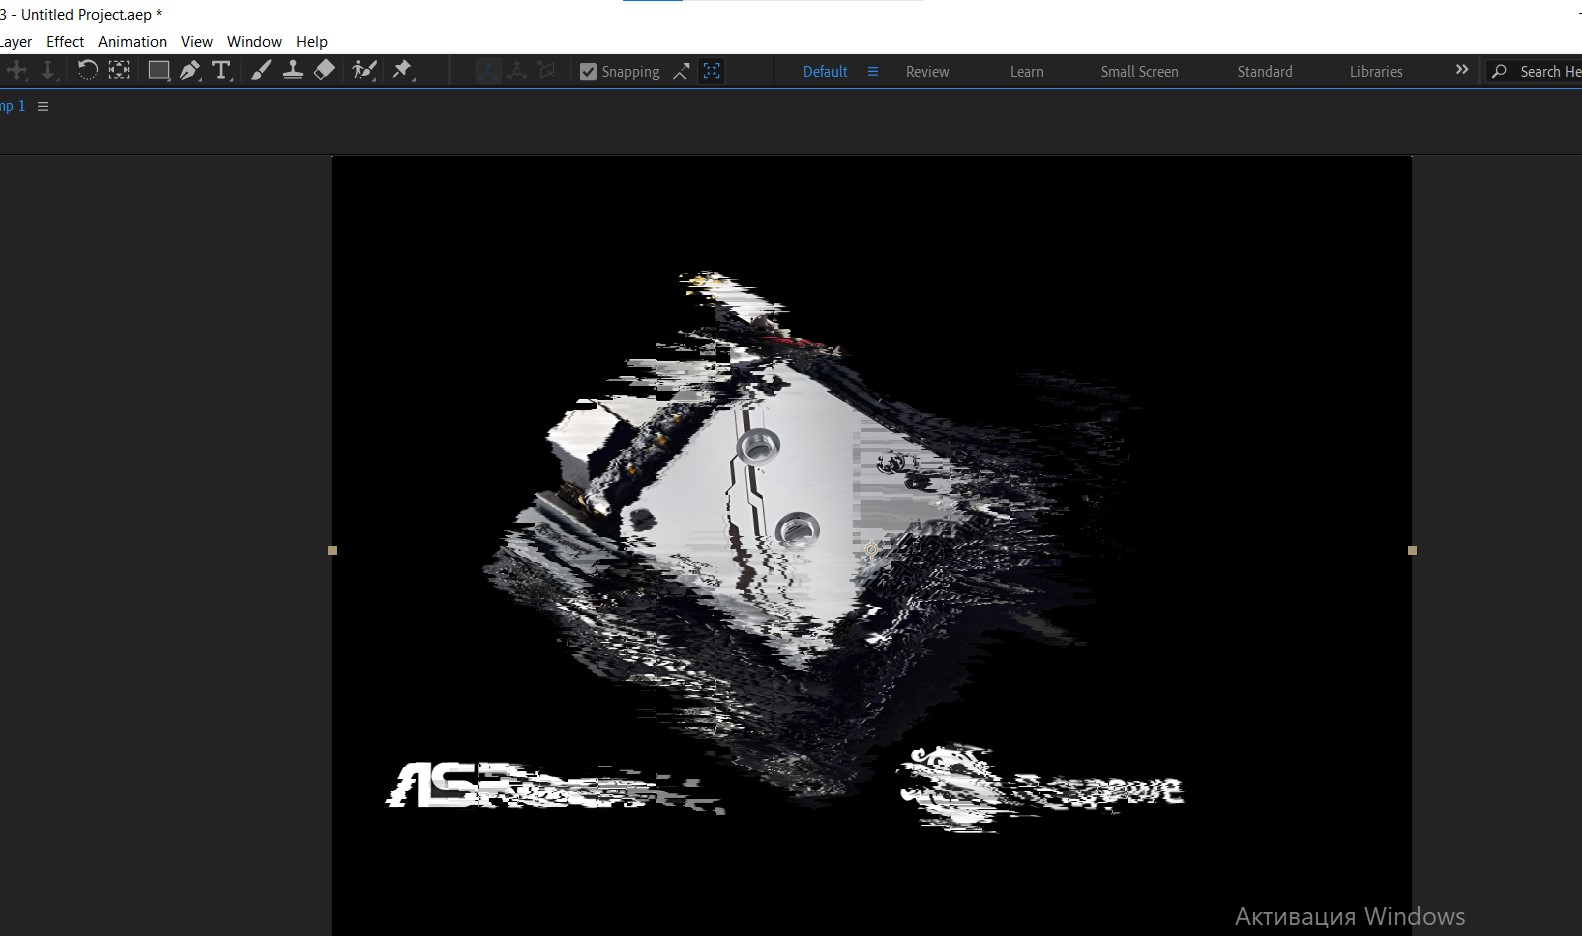 3 - Untitled Project.aep *
Layer Effect Animation View Window Help
Snapping Default Review Learn Small Screen Standard Libraries Search He
mp 1
Активация Windows